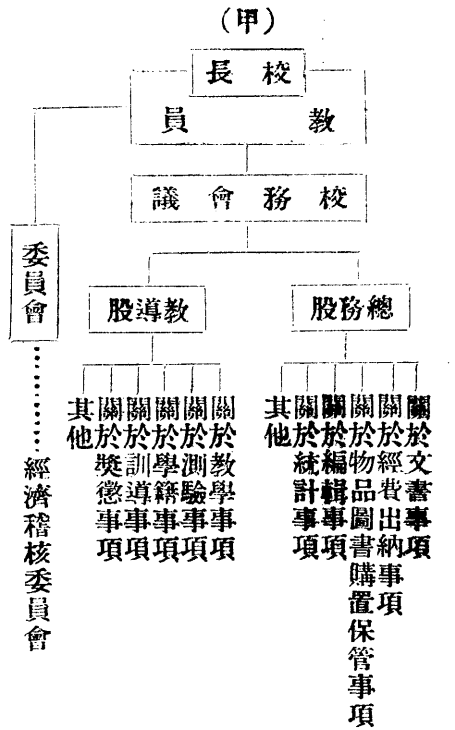 （甲）
校長
教員
校務會議
總務股
教導股
委員會
關於文書事項
關於經費出納事項
關於物品圖書購置保管事項
關於編輯事項
關於統計事項
其他
關於教學事項
關於測驗事項
關於學籍事項
關於訓導事項
關於獎懲事項
其他
經濟稽核委員會